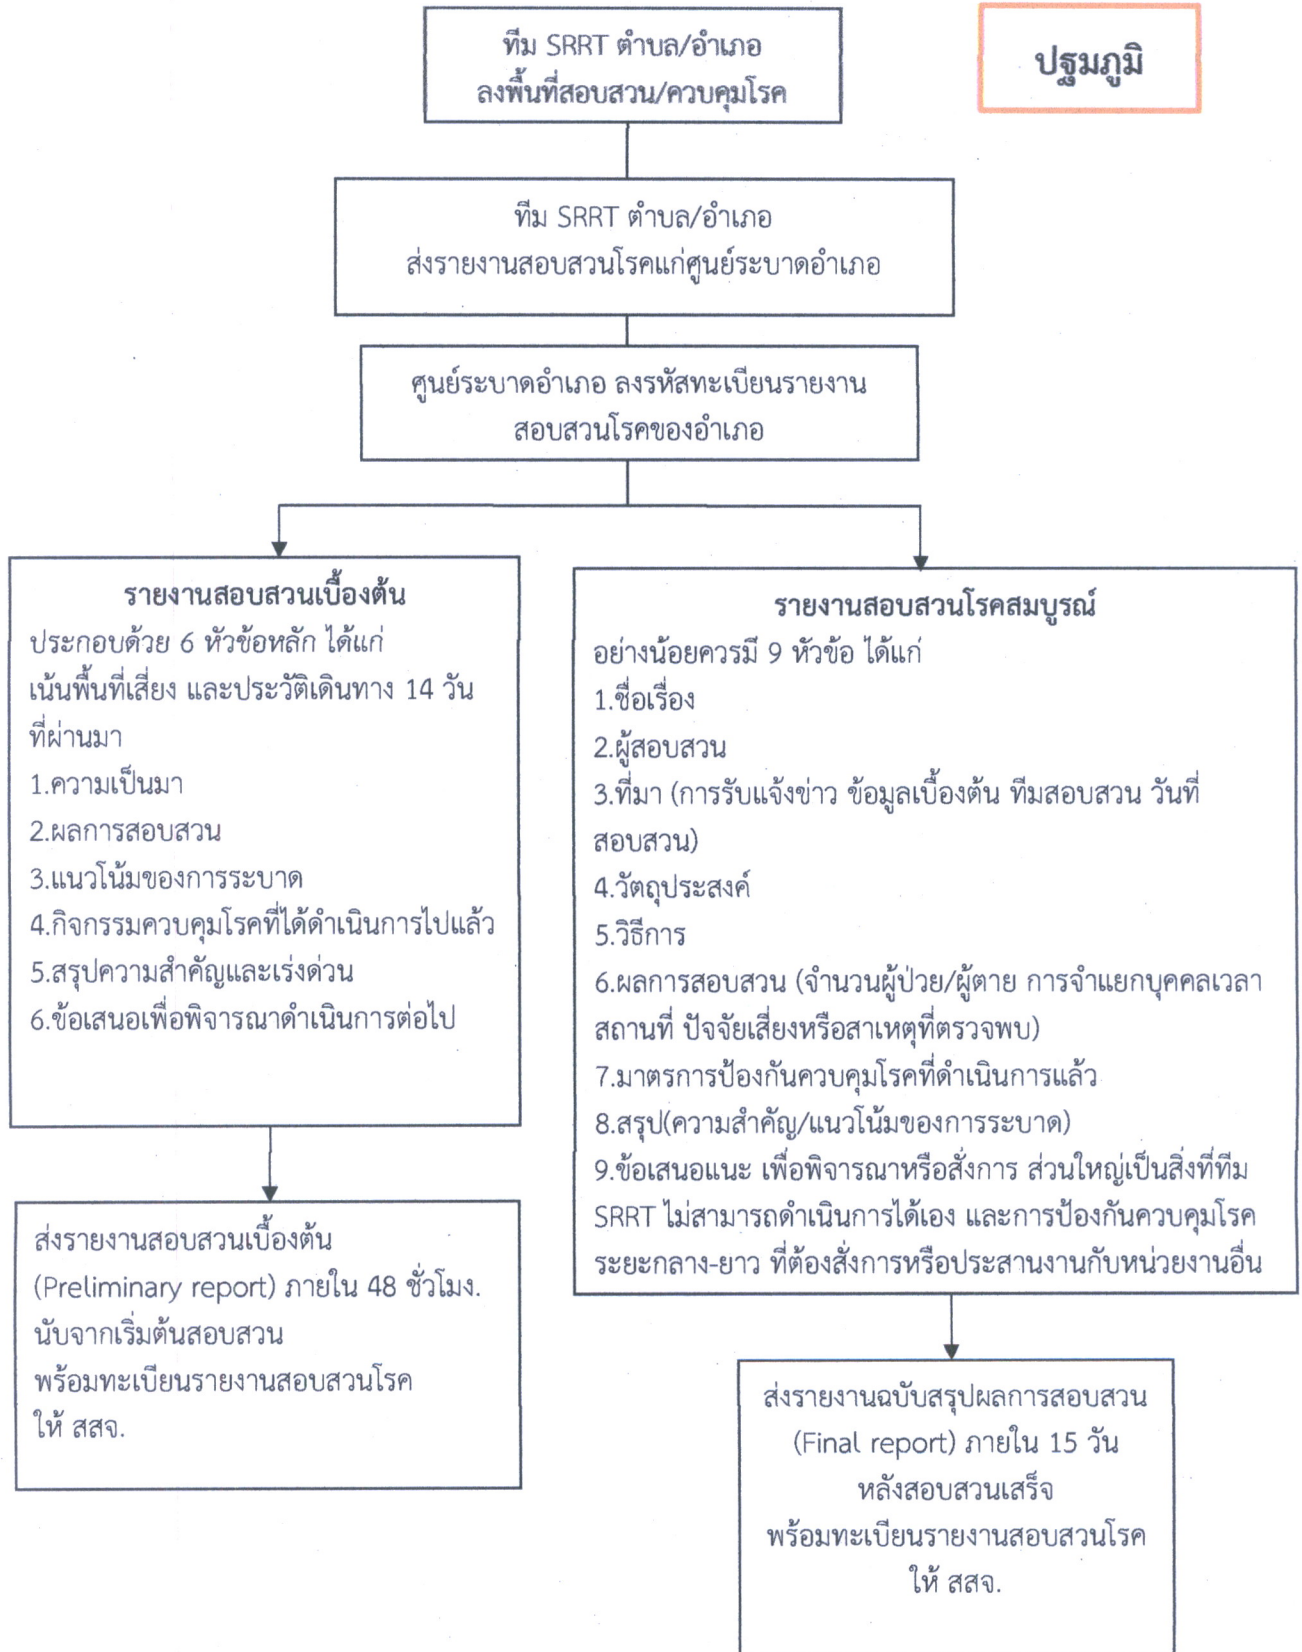 ทีม SRRT ตำบล/อำเภอ
ลงพื้นที่สอบสวน/ควบคุมโรค
ปฐมภูมิ
ทีม SRRT ตำบล/อำเภอ
ส่งรายงานสอบสวนโรคแก่ศูนย์ระบาดอำเภอ
ศูนย์ระบาดอำเภอ ลงรหัสทะเบียนรายงาน
สอบสวนโรคของอำเภอ
รายงานสอบสวนเบื้องต้น
ประกอบด้วย 6 หัวข้อหลัก ได้แก่
เน้นพื้นที่เสี่ยง และประวัติเดินทาง 14 วัน
ที่ผ่านมา
1.ความเป็นมา
2.ผลการสอบสวน
3.แนวโน้มของการระบาด
4.กิจกรรมควบคุมโรคที่ได้ดำเนินการไปแล้ว
5.สรุปความสำคัญและเร่งด่วน
6.ข้อเสนอเพื่อพิจารณาดำเนินการต่อไป
ส่งรายงานสอบสวนเบื้องต้น
(Preliminary report) ภายใน 48 ชั่วโมง.
นับจากเริ่มต้นสอบสวน
พร้อมทะเบียนรายงานสอบสวนโรค
ให้ สสจ.
รายงานสอบสวนโรคสมบูรณ์
อย่างน้อยควรมี 9 หัวข้อ ได้แก่
1.ชื่อเรื่อง
2.ผู้สอบสวน
3.ที่มา (การรับแจ้งข่าว ข้อมูลเบื้องต้น ทีมสอบสวน วันที่
สอบสวน)
4.วัตถุประสงค์
5.วิธีการ
6.ผลการสอบสวน (จำนวนผู้ป่วย/ผู้ตาย การจำแยกบุคคลเวลา
สถานที่ ปัจจัยเสี่ยงหรือสาเหตุที่ตรวจพบ)
7.มาตรการป้องกันควบคุมโรคที่ดำเนินการแล้ว
8.สรุป(ความสำคัญ/แนวโน้มของการระบาด)
9.ข้อเสนอแนะ เพื่อพิจารณาหรือสั่งการ ส่วนใหญ่เป็นสิ่งที่ทีม
SRRT ไม่สามารถดำเนินการได้เอง และการป้องกันควบคุมโรค
ระยะกลาง-ยาว ที่ต้องสั่งการหรือประสานงานกับหน่วยงานอื่น
ส่งรายงานฉบับสรุปผลการสอบสวน
(Final report) ภายใน 15 วัน
หลังสอบสวนเสร็จ
พร้อมทะเบียนรายงานสอบสวนโรค
ให้ สสจ.